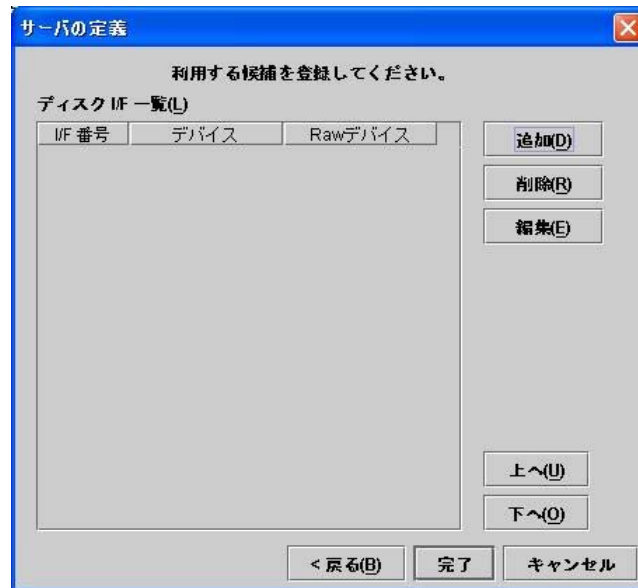 サーバの定義
利用する候補を登録してください。
ディスク I/F 一覧(L)
I/F 番号 デバイス Rawデバイス
追加(D)
削除(R)
編集(E)
上へ(U)
下へ(O)
< 戻る(B) 完了 キャンセル